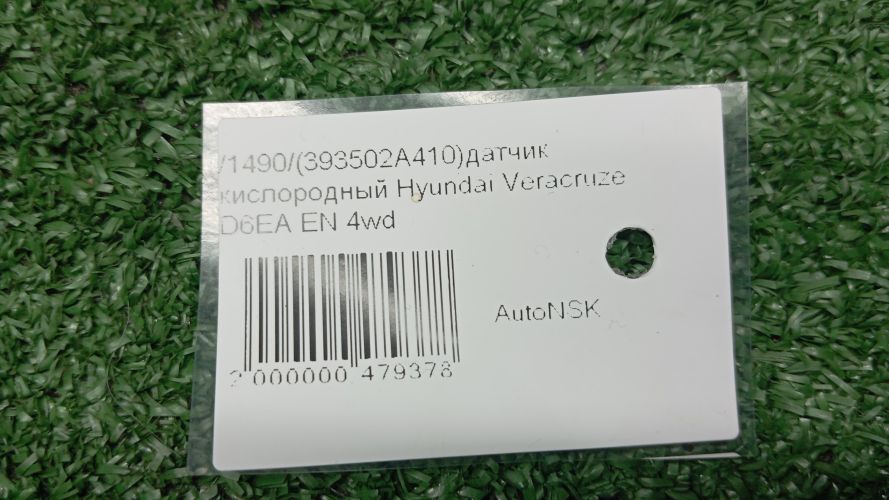 /1490/(393502A410)датчик
кислородный Hyundai Veracruze
D6EA EN 4wd
AutoNSK
2 000000 479378